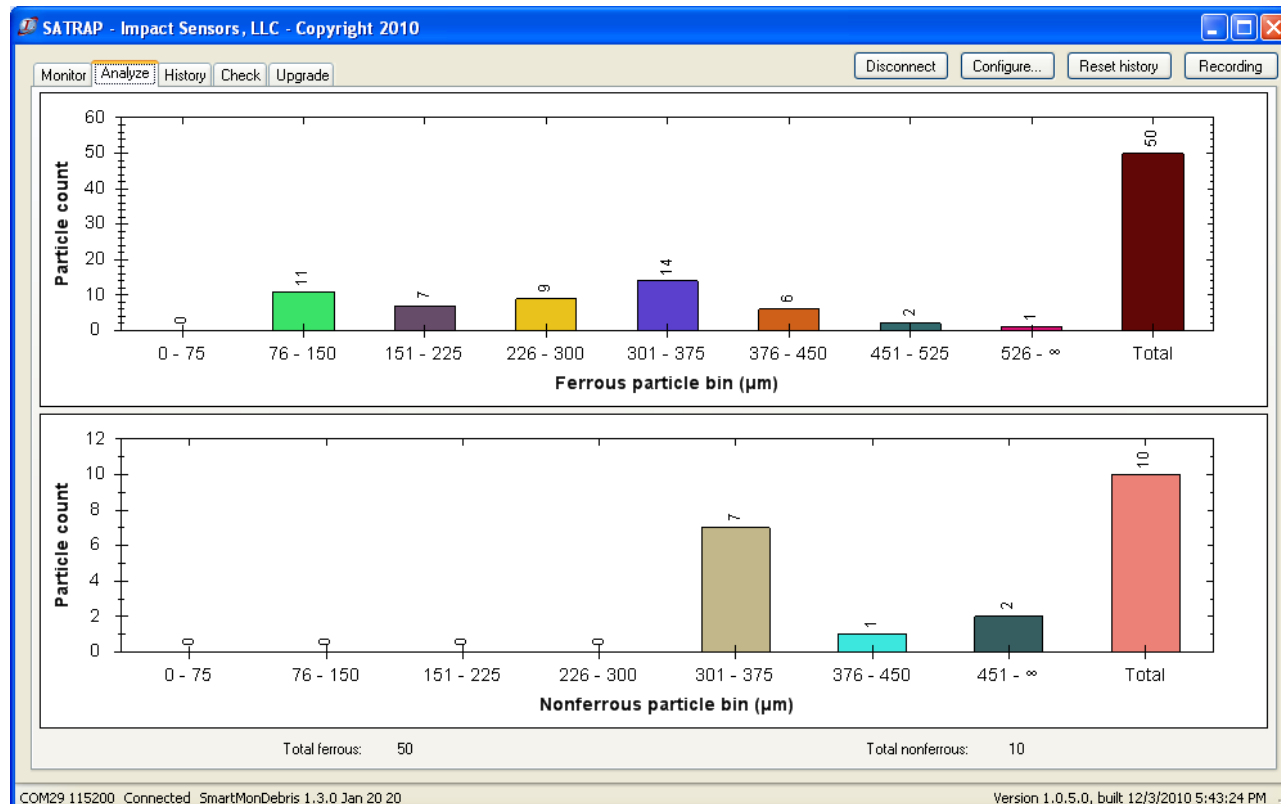 SATRAP - Impact Sensors, LLC - Copyright 2010
Monitor Analyze History Check Upgrade Disconnect Configure... Reset history Recording
60
50
40
30
20
10
0
Particle count
0 11 7 9 14 6 2 1 50
0 - 75 76 - 150 151 - 225 226 - 300 301 - 375 376 - 450 451 - 525 526 - ∞ Total
Ferrous particle bin (µm)
12
10
8
6
4
2
0
Particle count
0 0 0 0 7 1 2 10
0 - 75 76 - 150 151 - 225 226 - 300 301 - 375 376 - 450 451 - ∞ Total
Nonferrous particle bin (µm)
Total ferrous: 50 Total nonferrous: 10
COM29 115200 Connected SmartMonDebris 1.3.0 Jan 20 20 Version 1.0.5.0, built 12/3/2010 5:43:24 PM